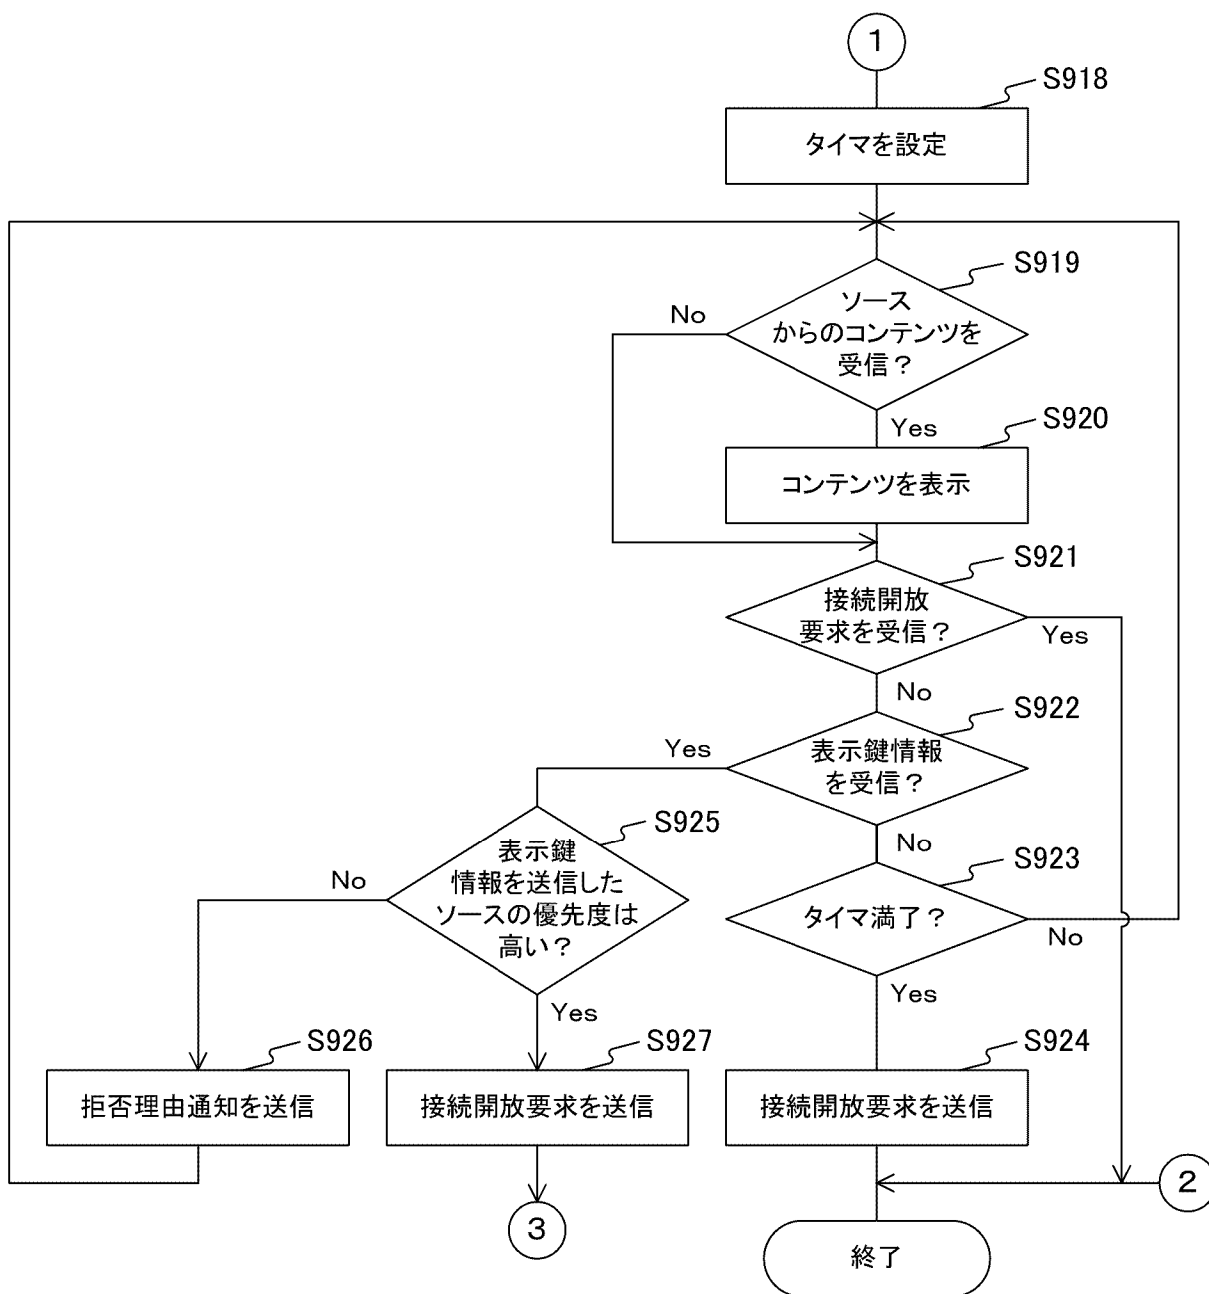 1
S918
タイマを設定
S919
No
ソース
からのコンテンツを
受信？
Yes
S920
コンテンツを表示
S921
接続開放
要求を受信？
Yes
No
S922
Yes
表示鍵情報
を受信？
S925
No
表示鍵
情報を送信した
ソースの優先度は
高い？
No
S923
タイマ満了？
No
Yes
Yes
S926
拒否理由通知を送信
S927
接続開放要求を送信
S924
接続開放要求を送信
2
3
終了